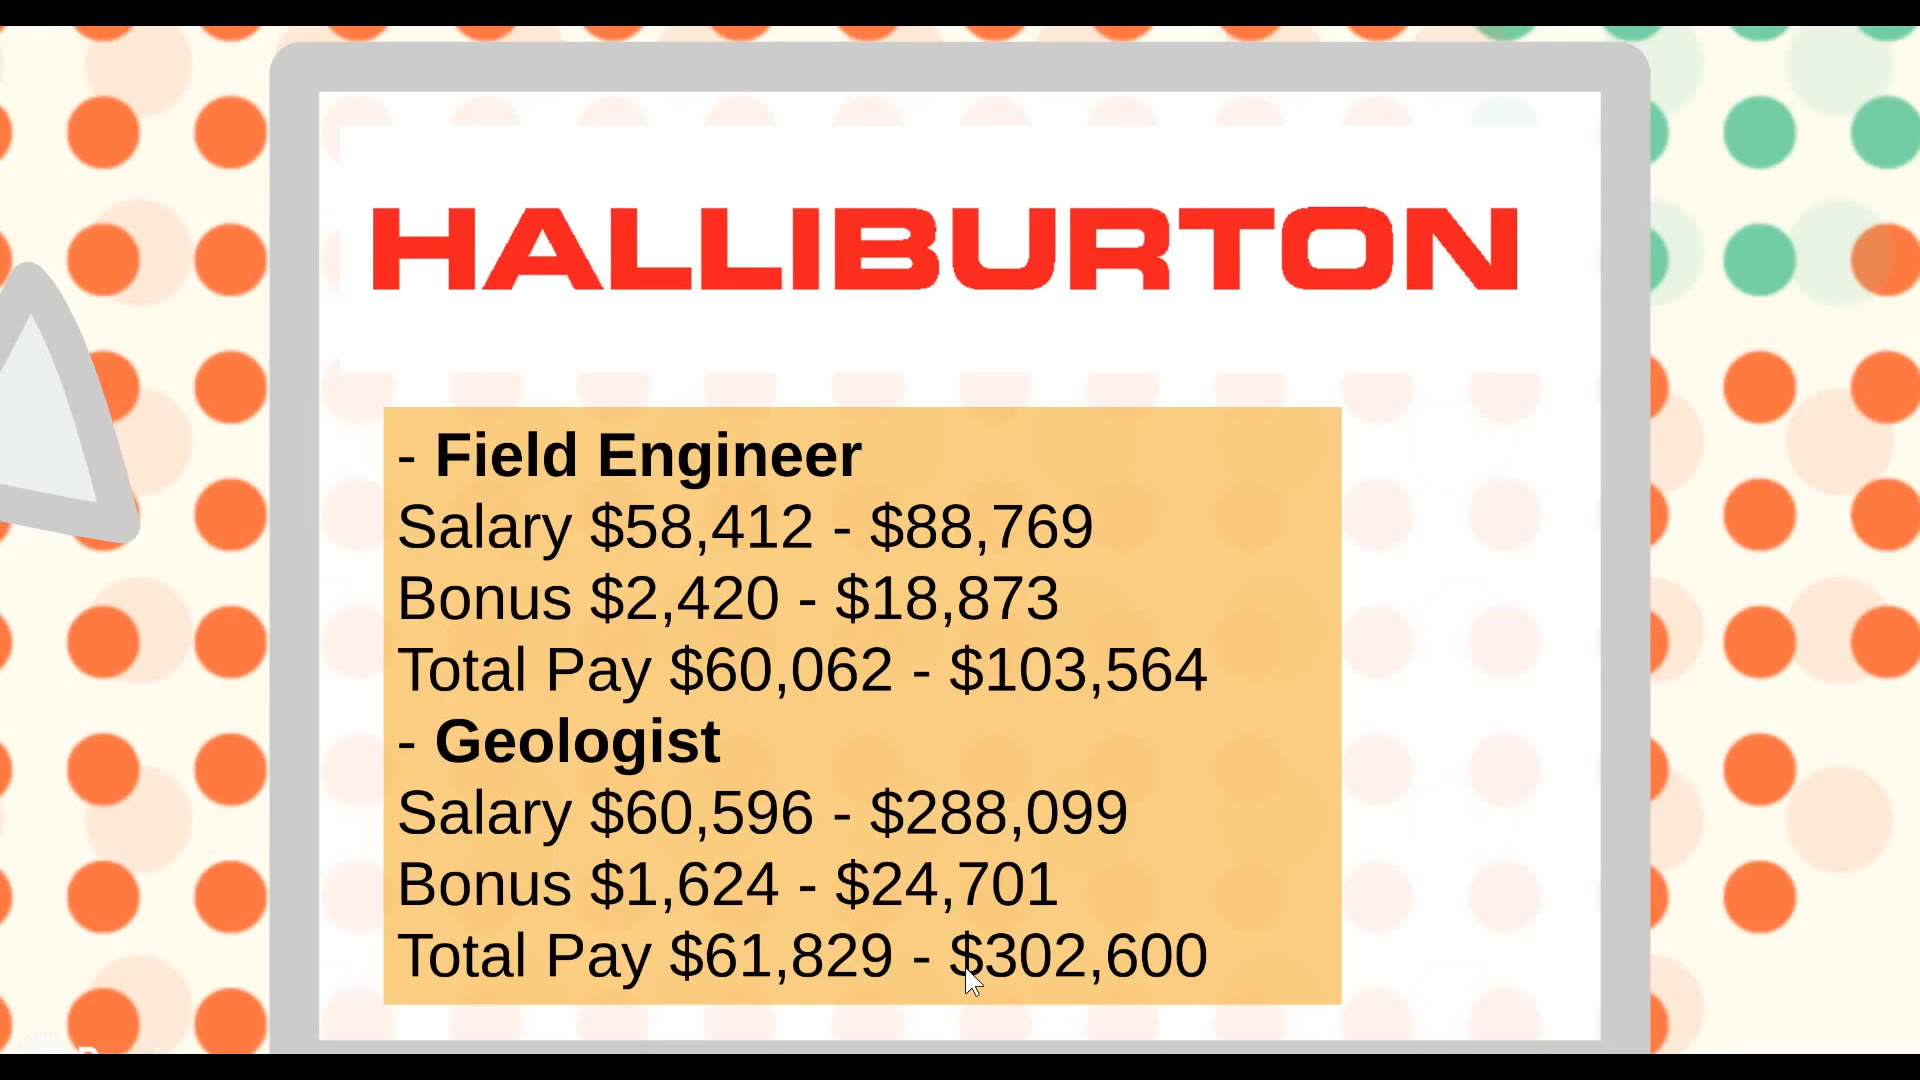 HALLIBURTON
- Field Engineer
Salary $58,412 - $88,769
Bonus $2,420 - $18,873
Total Pay $60,062 - $103,564
- Geologist
Salary $60,596 - $288,099
Bonus $1,624 - $24,701
Total Pay $61,829 - $302,600